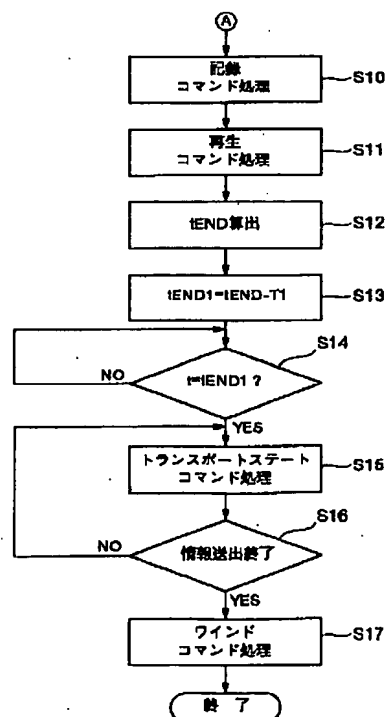 A
記録
コマンド処理
S10
再生
コマンド処理
S11
tEND算出
S12
tEND1=tEND-T1
S13
S14
t=tEND1 ?
NO
YES
トランスポートステート
コマンド処理
S15
S16
情報送出終了
NO
YES
ワインド
コマンド処理
S17
終 了